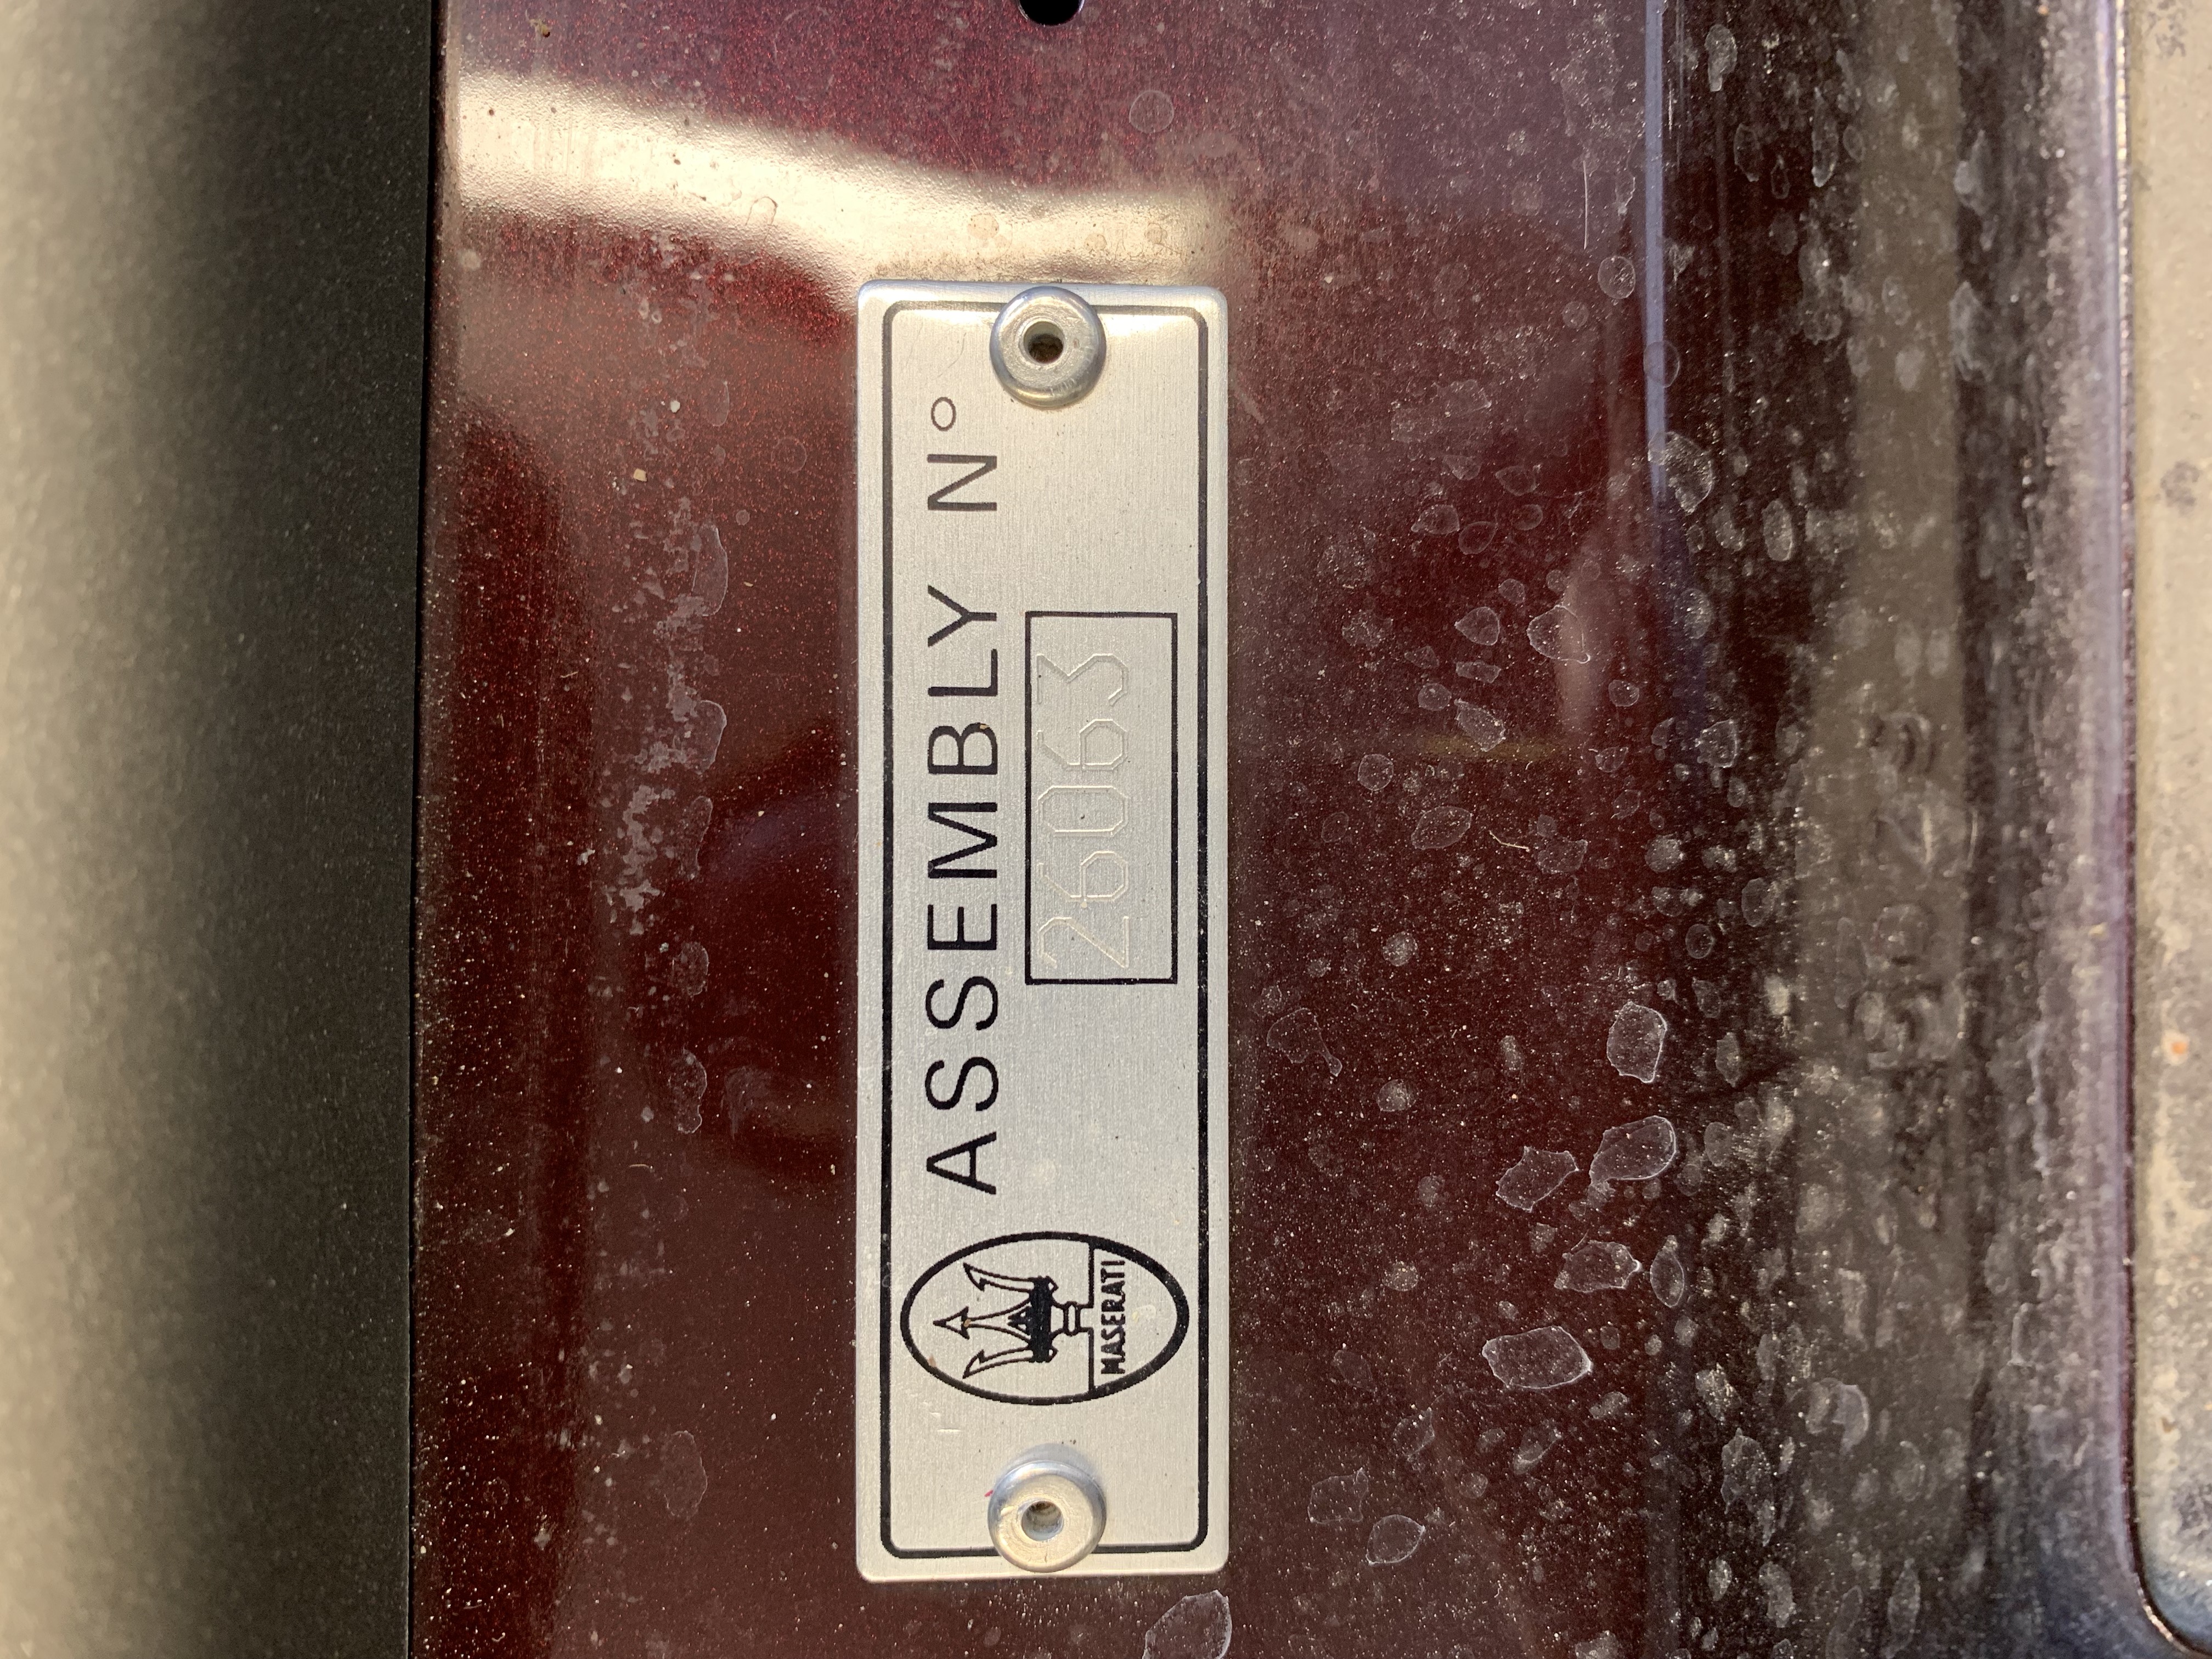 ASSEMBLY N°
26063
MASERATI